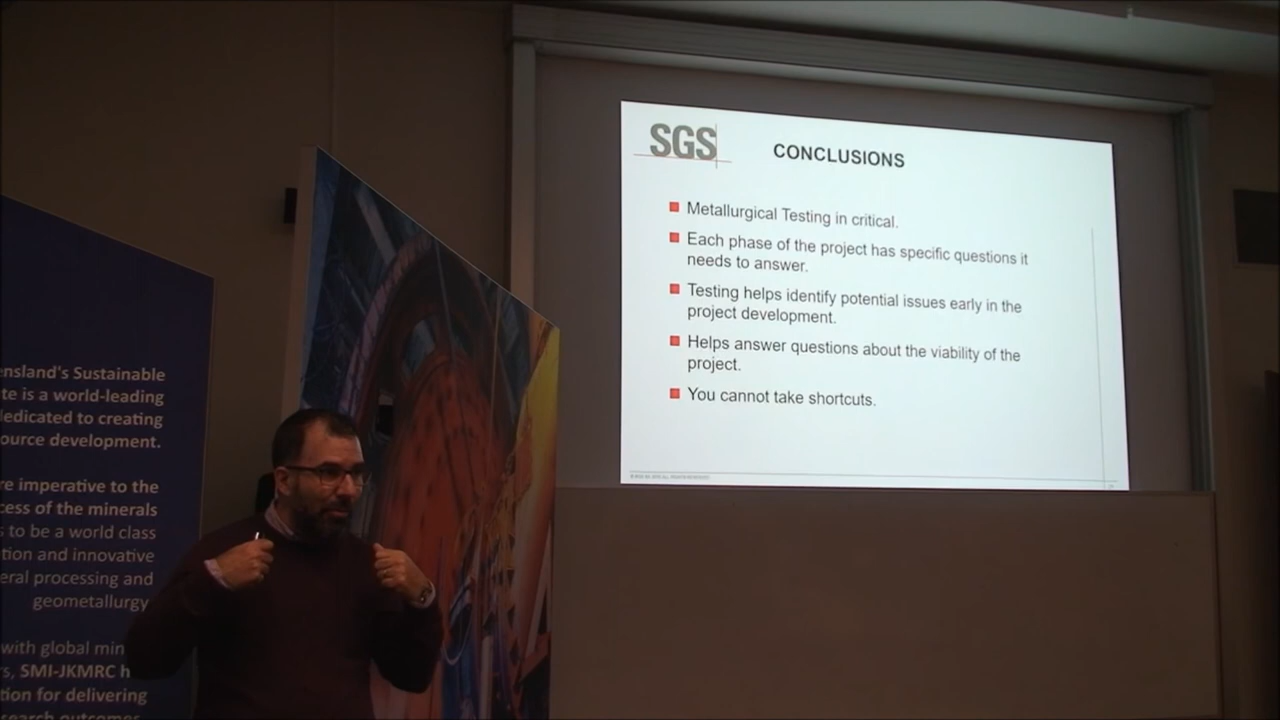 SGS
CONCLUSIONS
Metallurgical Testing in critical.
Each phase of the project has specific questions it
needs to answer.
Testing helps identify potential issues early in the
project development.
Helps answer questions about the viability of the
project.
You cannot take shortcuts.
ensland's Sustainable
te is a world-leading
edicated to creating
ource development.
re imperative to the
cess of the minerals
s to be a world class
tion and innovative
eral processing and
geometallurgy
with global min
s, SMI-JKMRC h
tion for delivering
search outcomes